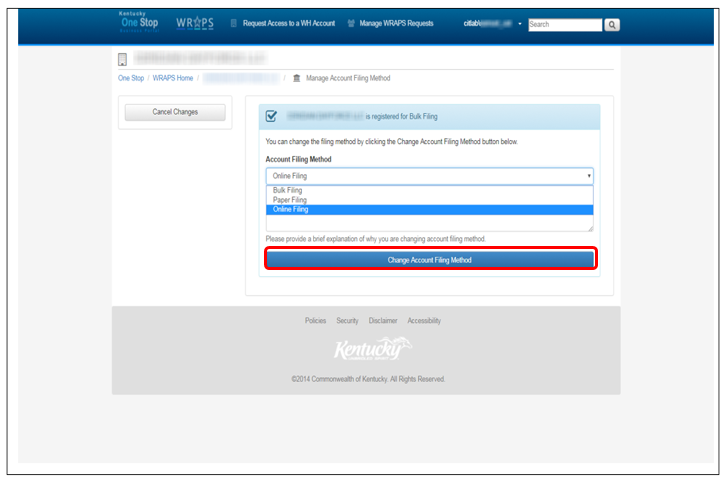 Kentucky
One Stop
Business Portal
WRAPS
Request Access to a WH Account
Manage WRAPS Requests
citlab\
Search
One Stop / WRAPS Home / / Manage Account Filing Method
Cancel Changes
is registered for Bulk Filing
You can change the filing method by clicking the Change Account Filing Method button below.
Account Filing Method
Online Filing
Bulk Filing
Paper Filing
Online Filing
Please provide a brief explanation of why you are changing account filing method.
Change Account Filing Method
Policies Security Disclaimer Accessibility
Kentucky
©2014 Commonwealth of Kentucky. All Rights Reserved.